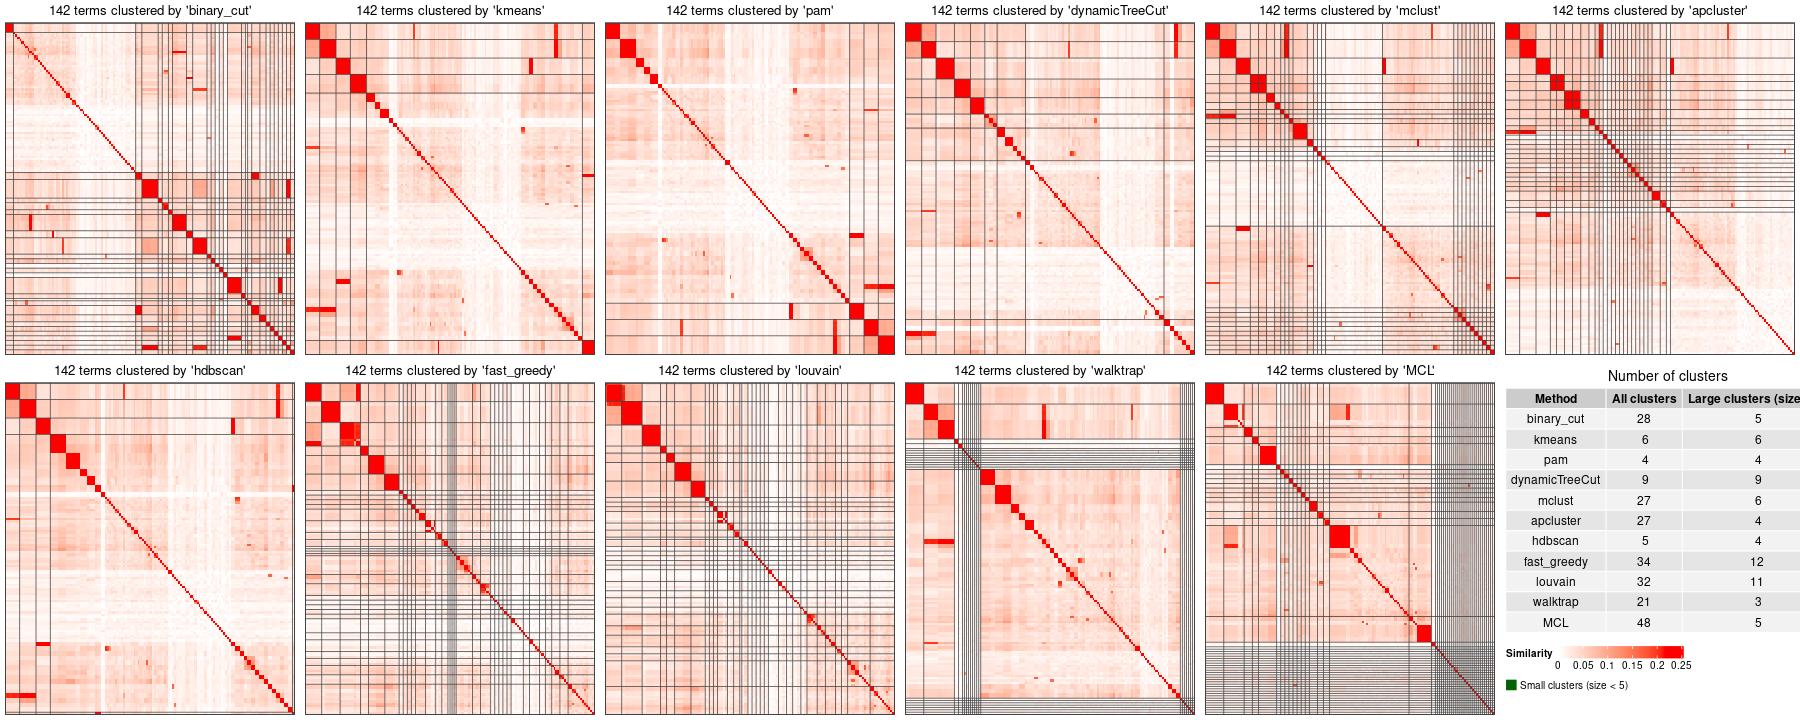 142 terms clustered by 'binary_cut'
142 terms clustered by 'kmeans'
142 terms clustered by 'pam'
142 terms clustered by 'dynamicTreeCut'
142 terms clustered by 'mclust'
142 terms clustered by 'apcluster'
142 terms clustered by 'hdbscan'
142 terms clustered by 'fast_greedy'
142 terms clustered by 'louvain'
142 terms clustered by 'walktrap'
142 terms clustered by 'MCL'
Number of clusters
Method All clusters Large clusters (size
binary_cut 28 5
kmeans 6 6
pam 4 4
dynamicTreeCut 9 9
mclust 27 6
apcluster 27 4
hdbscan 5 4
fast_greedy 34 12
louvain 32 11
walktrap 21 3
MCL 48 5
Similarity
0 0.05 0.1 0.15 0.2 0.25
Small clusters (size < 5)